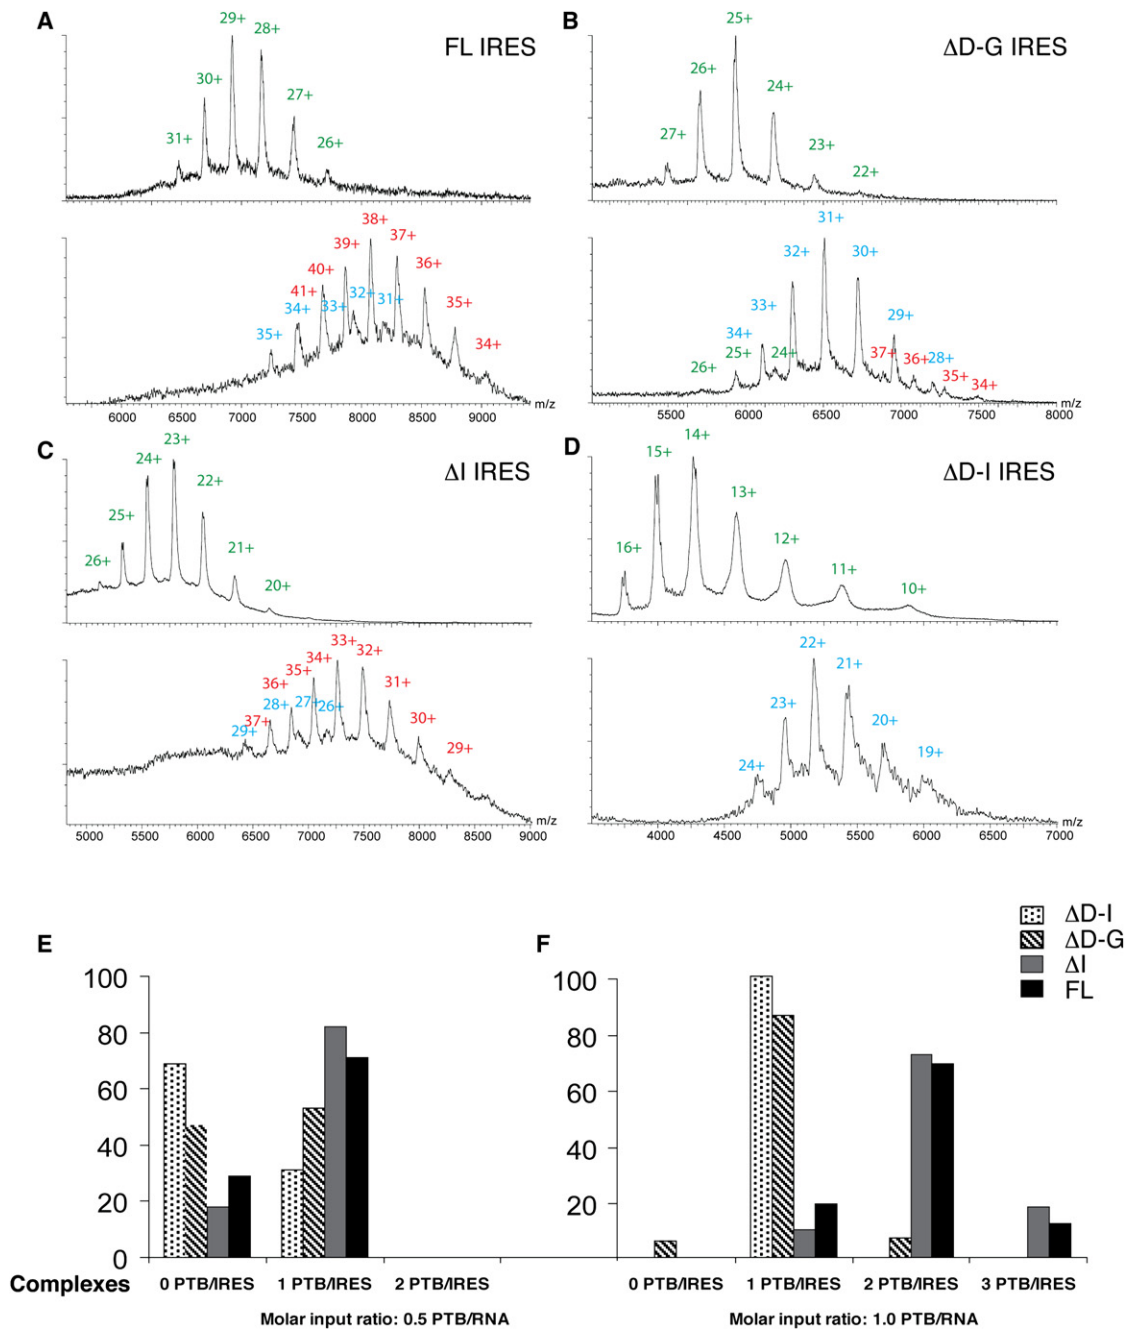 A
FL IRES
31+ 30+ 29+ 28+ 27+ 26+
35+ 34+ 41+ 40+ 33+ 39+ 32+ 38+ 31+ 37+ 36+ 35+ 34+
6000 6500 7000 7500 8000 8500 9000 m/z
B
ΔD-G IRES
27+ 26+ 25+ 24+ 23+ 22+
26+ 25+ 34+ 24+ 33+ 32+ 31+ 30+ 37+ 29+ 36+ 28+ 35+ 34+
5500 6000 6500 7000 7500 8000 m/z
C
ΔI IRES
26+ 25+ 24+ 23+ 22+ 21+ 20+
29+ 37+ 36+ 28+ 35+ 27+ 34+ 26+ 33+ 32+ 31+ 30+ 29+
5000 5500 6000 6500 7000 7500 8000 8500 9000 m/z
D
ΔD-I IRES
16+ 15+ 14+ 13+ 12+ 11+ 10+
24+ 23+ 22+ 21+ 20+ 19+
4000 4500 5000 5500 6000 6500 7000 m/z
ΔD-I
ΔD-G
ΔI
FL
E
100
80
60
40
20
0
Complexes 0 PTB/IRES 1 PTB/IRES 2 PTB/IRES
Molar input ratio: 0.5 PTB/RNA
F
100
80
60
40
20
0 PTB/IRES 1 PTB/IRES 2 PTB/IRES 3 PTB/IRES
Molar input ratio: 1.0 PTB/RNA